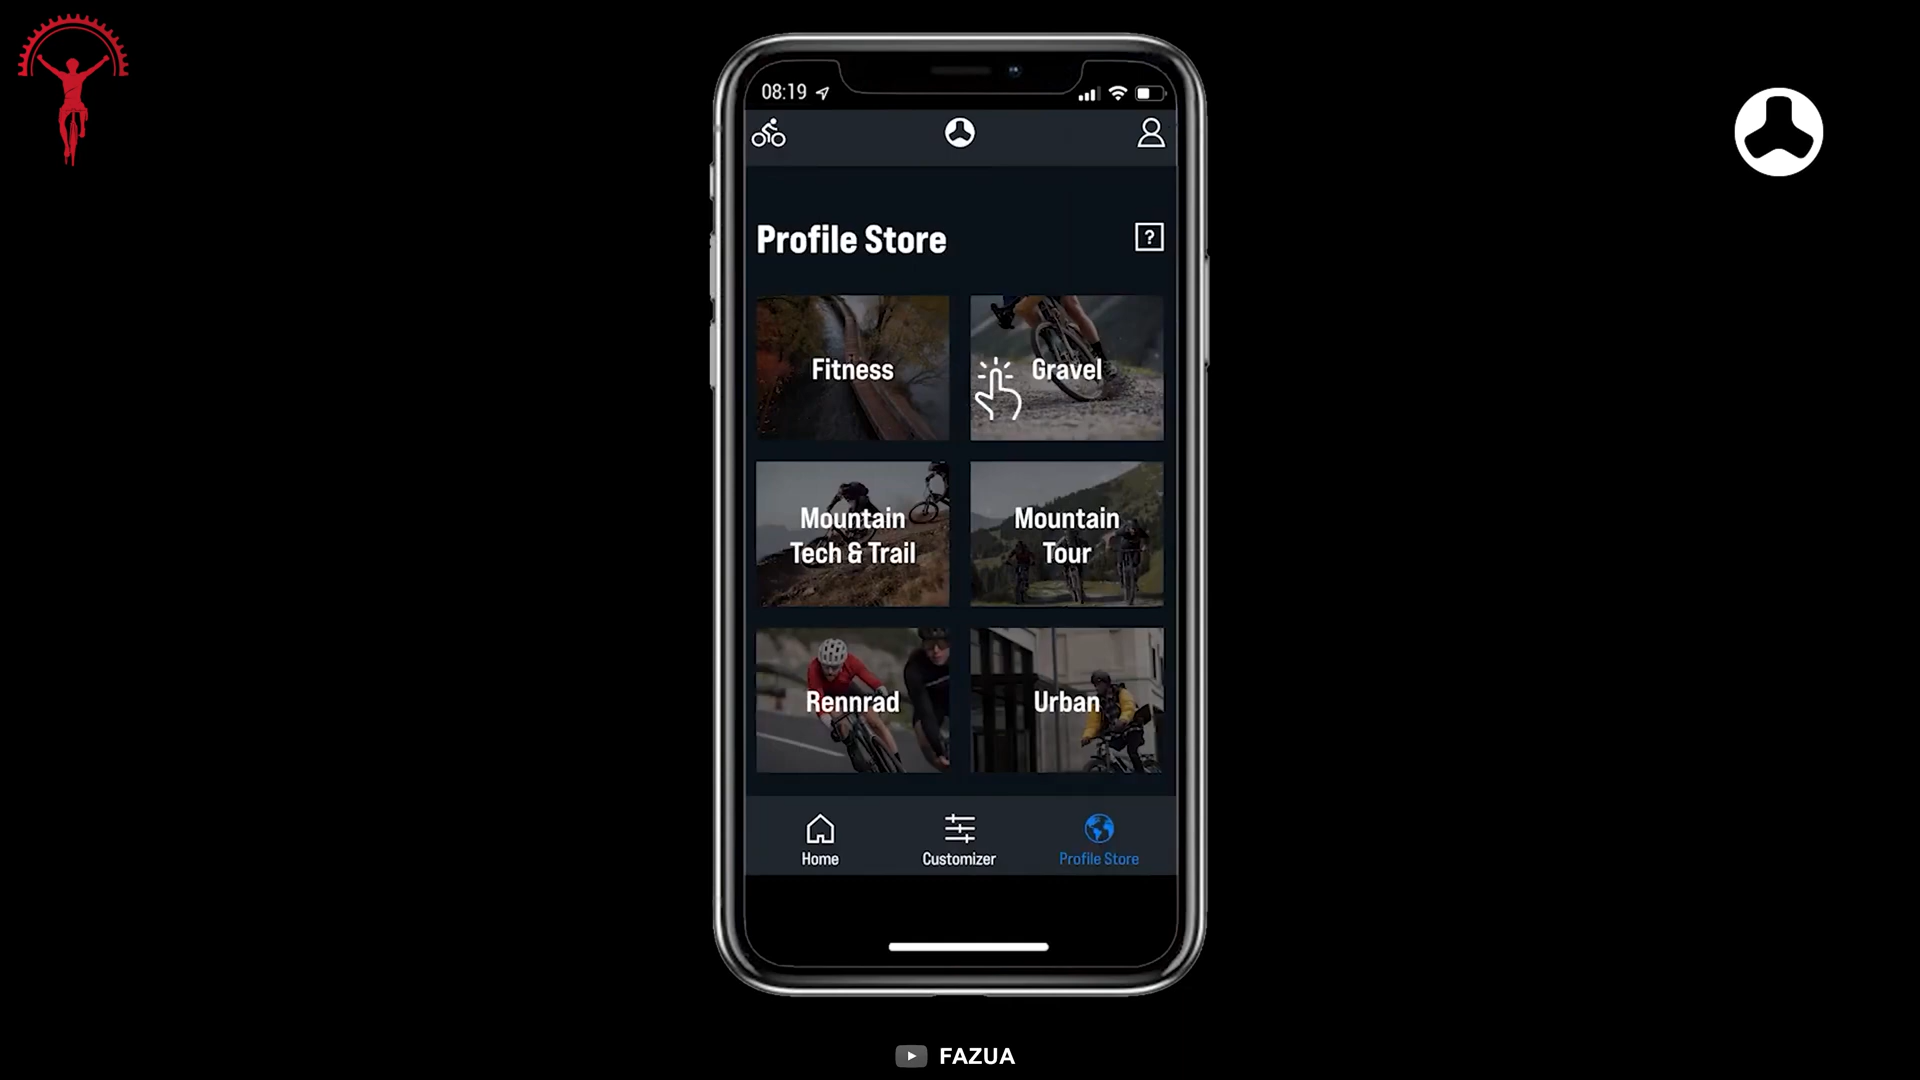 08:19
Profile Store
?
Fitness
Gravel
Mountain
Tech & Trail
Mountain
Tour
Rennrad
Urban
Home
Customizer
Profile Store
FAZUA